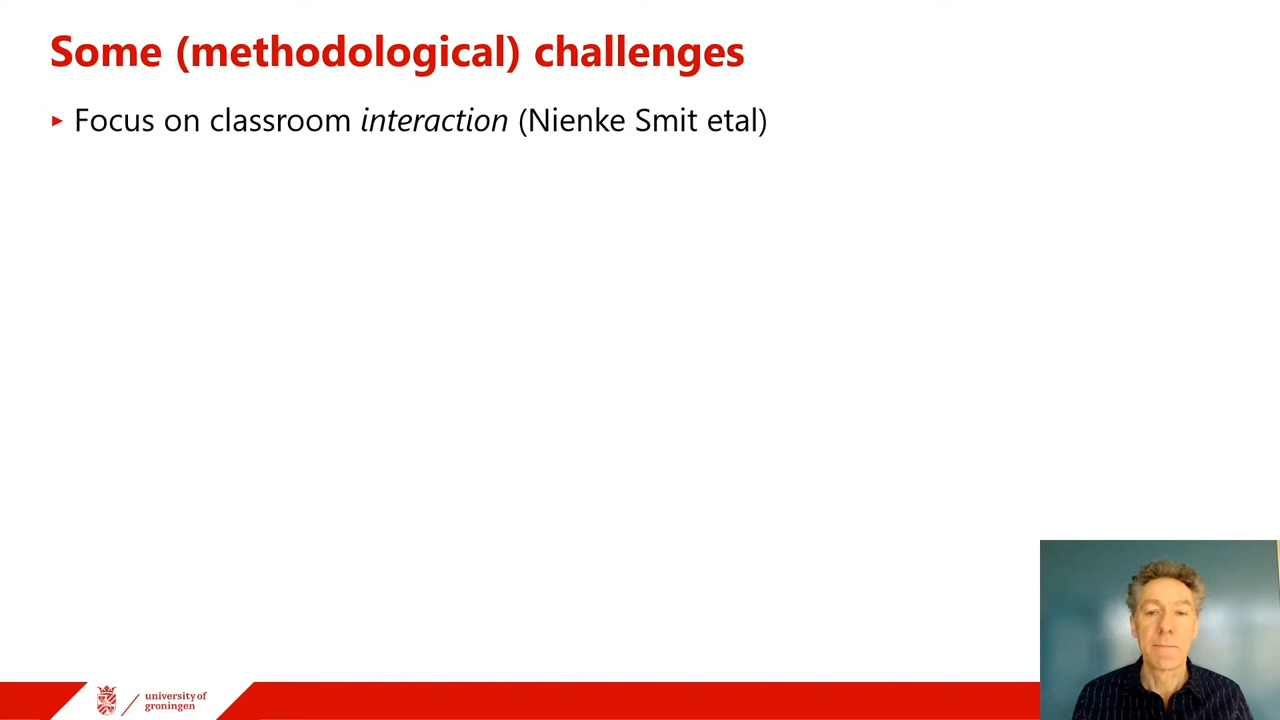 Some (methodological) challenges
▸ Focus on classroom interaction (Nienke Smit etal)
university of
groningen